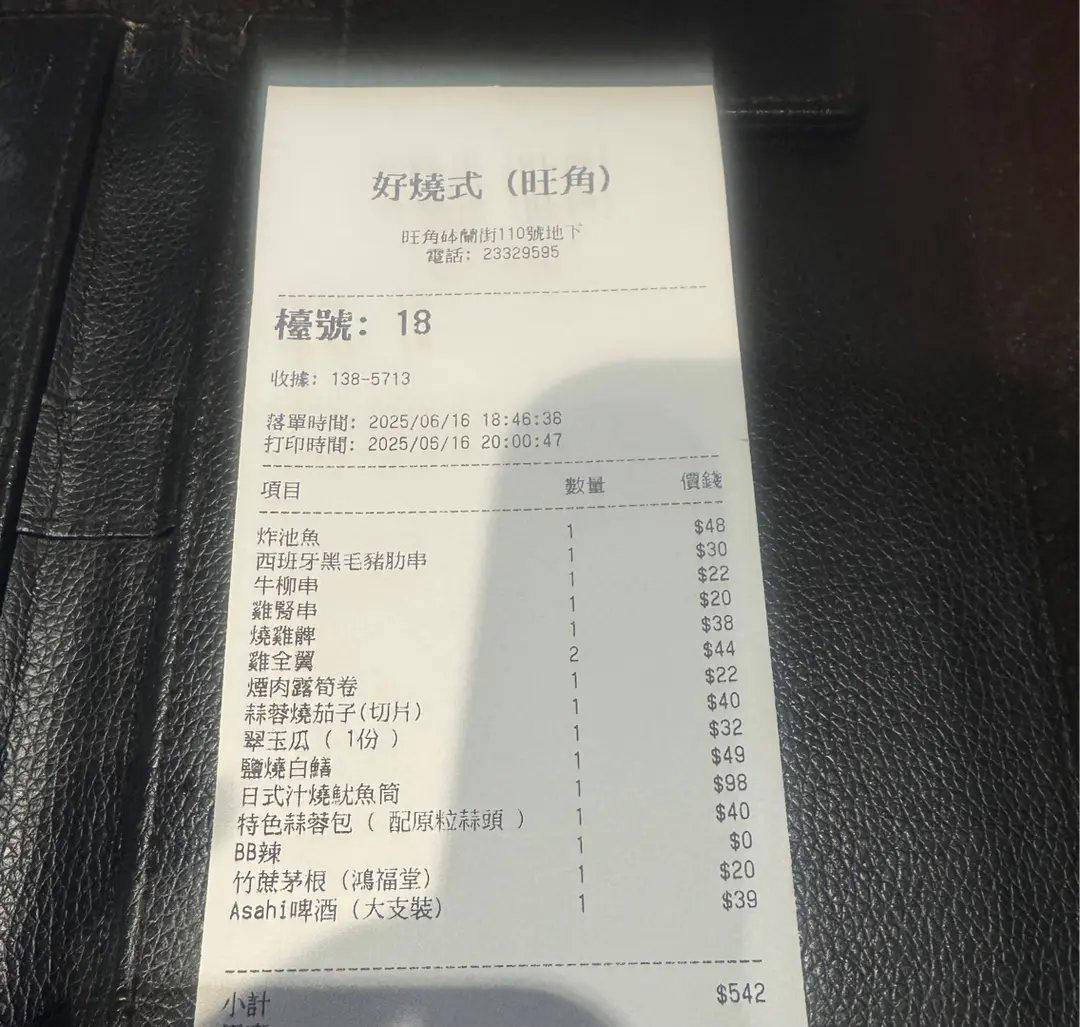 好燒式 (旺角)
旺角砵蘭街110號地下
電話: 23329595
檯號: 18
收據: 138-5713
落單時間: 2025/06/16 18:46:38
打印時間: 2025/06/16 20:00:47
項目 數量 價錢
炸池魚 1 $48
西班牙黑毛豬肋串 1 $30
牛柳串 1 $22
雞腎串 1 $20
燒雞髀 1 $38
雞全翼 2 $44
煙肉露筍卷 1 $22
蒜蓉燒茄子(切片) 1 $40
翠玉瓜 ( 1份 ) 1 $32
鹽燒白鱔 1 $49
日式汁燒魷魚筒 1 $98
特色蒜蓉包 ( 配原粒蒜頭 ) 1 $40
BB辣 1 $0
竹蔗茅根 (鴻福堂) 1 $20
Asahi啤酒 (大支裝) 1 $39
小計 $542